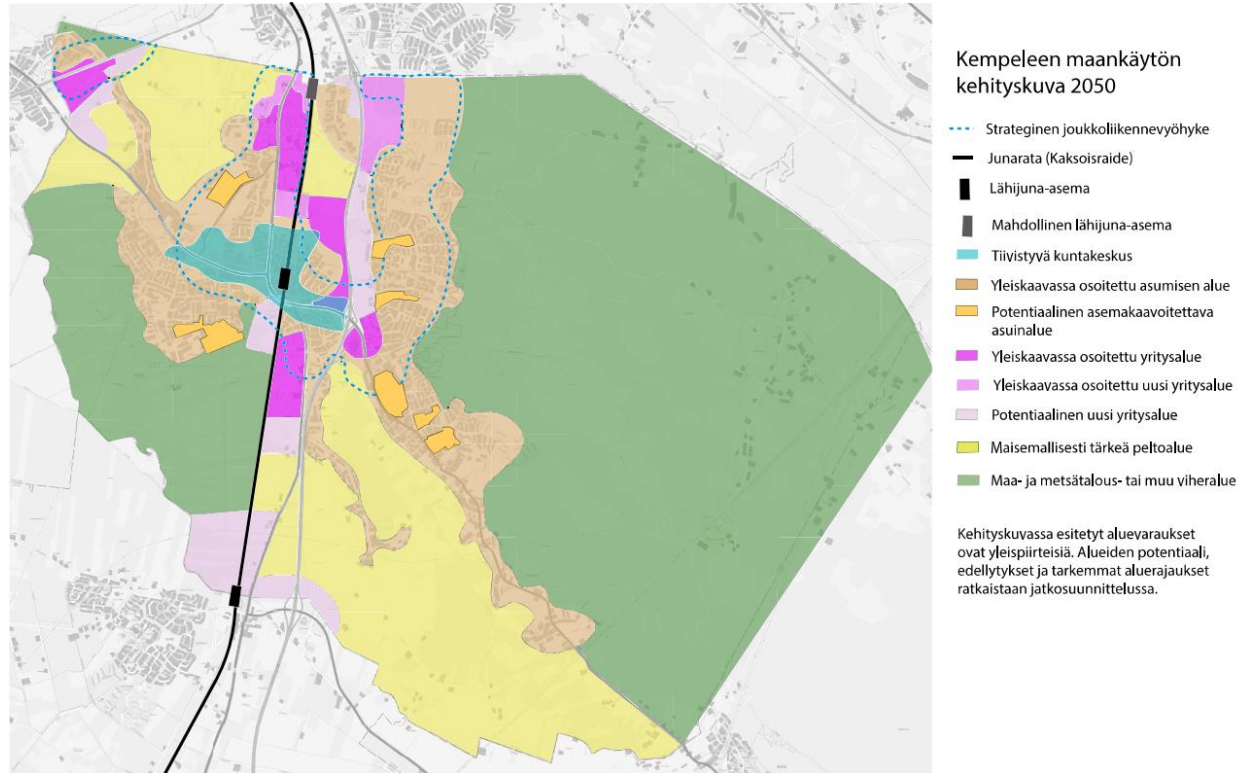 Kempeleen maankäytön
kehityskuva 2050
Strateginen joukkoliikennevyöhyke
Junarata (Kaksoisraide)
Lähijuna-asema
Mahdollinen lähijuna-asema
Tiivistyvä kuntakeskus
Yleiskaavassa osoitettu asumisen alue
Potentiaalinen asemakaavoitettava
asuinalue
Yleiskaavassa osoitettu yritysalue
Yleiskaavassa osoitettu uusi yritysalue
Potentiaalinen uusi yritysalue
Maisemallisesti tärkeä peltoalue
Maa- ja metsätalous- tai muu viheralue
Kehityskuvassa esitetyt aluevaraukset
ovat yleispiirteisiä. Alueiden potentiaali,
edellytykset ja tarkemmat aluerajaukset
ratkaistaan jatkosuunnittelussa.